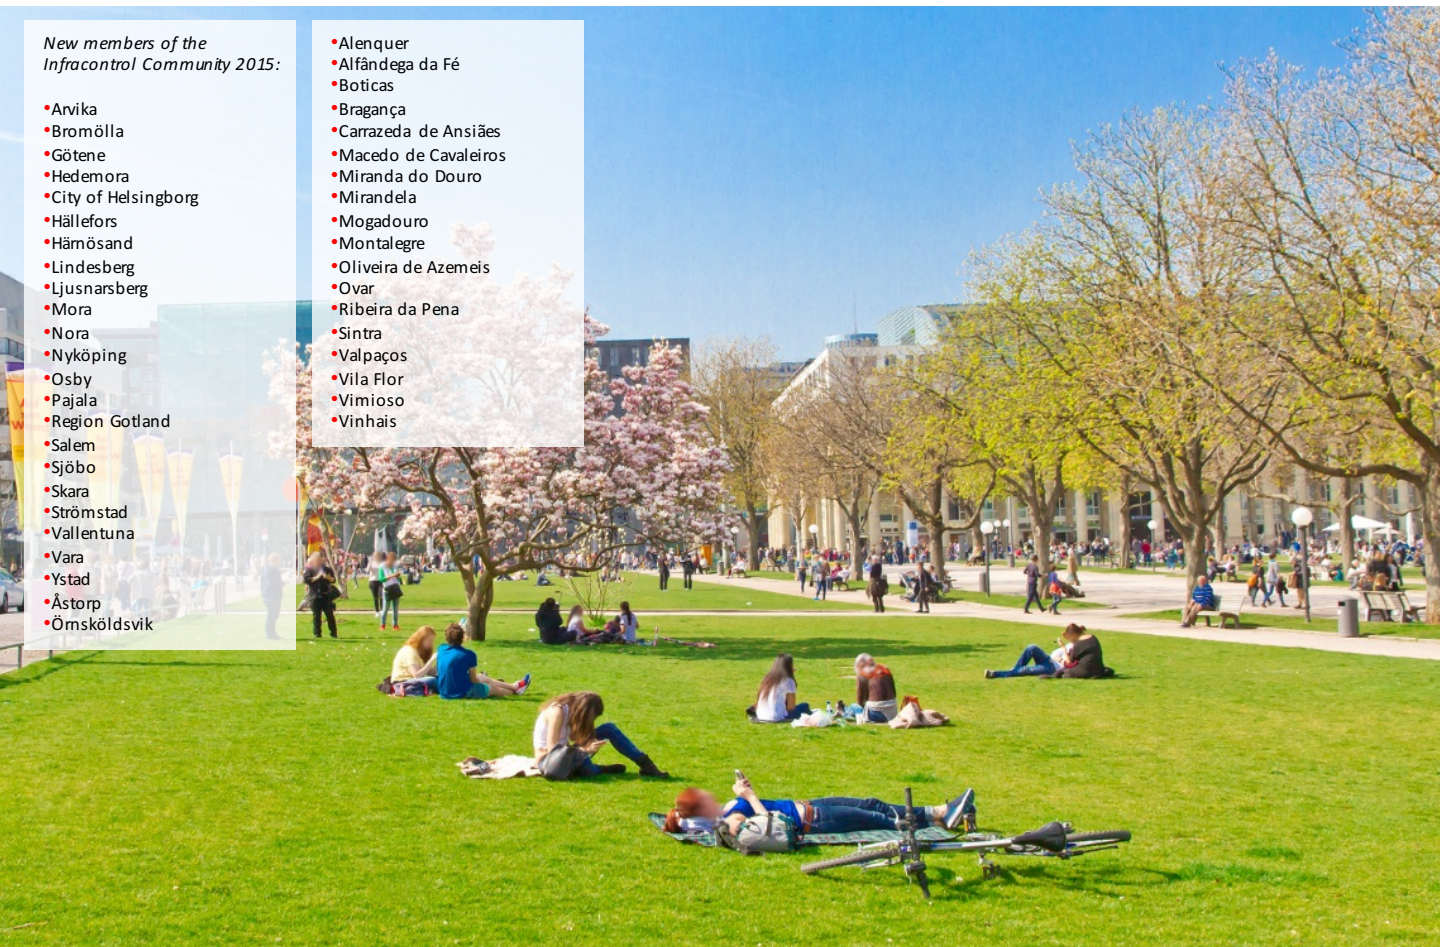 New members of the
Infracontrol Community 2015:
•Arvika
•Bromölla
•Götene
•Hedemora
•City of Helsingborg
•Hällefors
•Härnösand
•Lindesberg
•Ljusnarsberg
•Mora
•Nora
•Nyköping
•Osby
•Pajala
•Region Gotland
•Salem
•Sjöbo
•Skara
•Strömstad
•Vallentuna
•Vara
•Ystad
•Åstorp
•Örnsköldsvik
•Alenquer
•Alfândega da Fé
•Boticas
•Bragança
•Carrazeda de Ansiães
•Macedo de Cavaleiros
•Miranda do Douro
•Mirandela
•Mogadouro
•Montalegre
•Oliveira de Azemeis
•Ovar
•Ribeira da Pena
•Sintra
•Valpaços
•Vila Flor
•Vimioso
•Vinhais